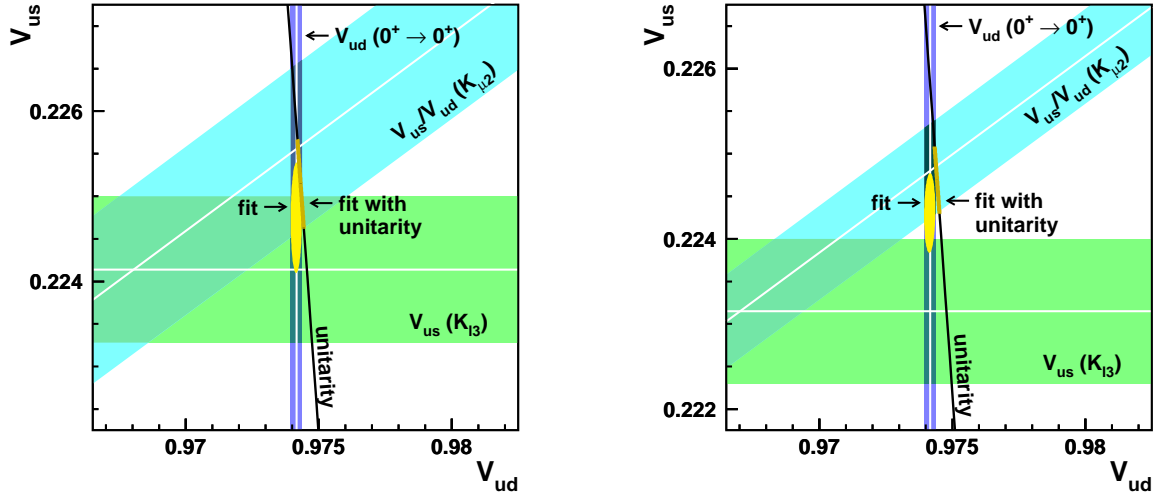 V_us
0.226
0.224
V_ud (0^+ → 0^+)
V_us/V_ud (K_μ2)
fit
fit with
unitarity
V_us (K_l3)
unitarity
0.97
0.975
0.98
V_ud
V_us
0.226
0.224
0.222
V_ud (0^+ → 0^+)
V_us/V_ud (K_μ2)
fit
fit with
unitarity
V_us (K_l3)
unitarity
0.97
0.975
0.98
V_ud